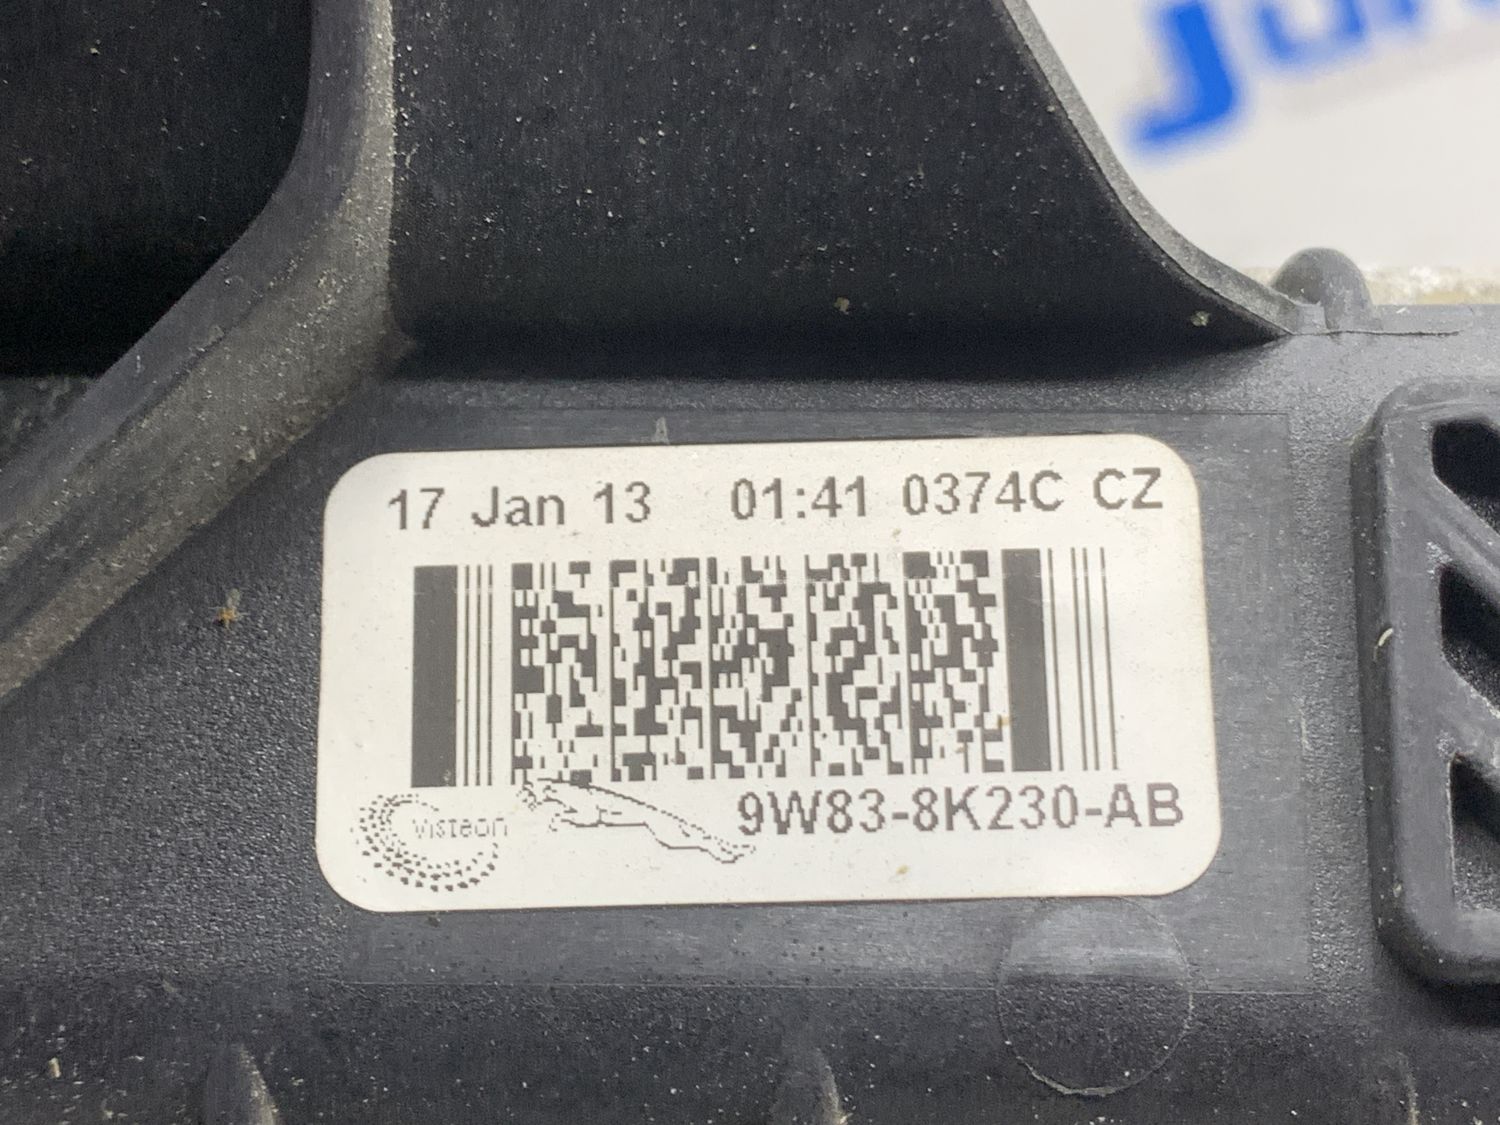 17 Jan 13 01:41 0374C CZ
Visteon
9W83-8K230-AB